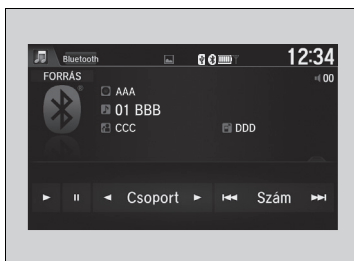 Bluetooth 12:34
FORRÁS 00
AAA
01 BBB
CCC DDD
Csoport Szám